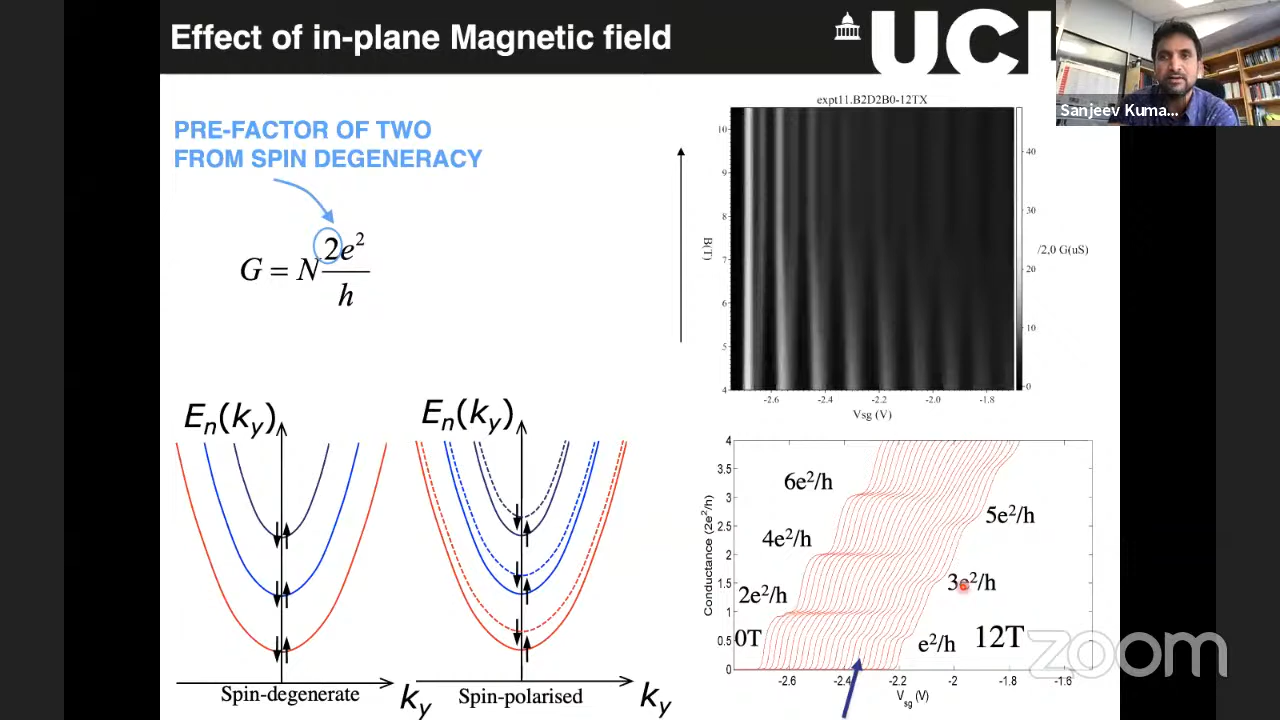 Effect of in-plane Magnetic field
UCL
Sanjeev Kuma...
PRE-FACTOR OF TWO
FROM SPIN DEGENERACY
G = N 2e²/h
expt11.B2D2B0-12TX
10
9
8
7
6
5
4
B(T)
-2.6 -2.4 -2.2 -2.0 -1.8
Vsg (V)
40
30
20
10
0
/2.0 G(uS)
Eₙ(k_y)
k_y
Spin-degenerate
Eₙ(k_y)
k_y
Spin-polarised
Conductance (2e²/h)
4
3.5
3
2.5
2
1.5
1
0.5
0
6e²/h
5e²/h
4e²/h
3e²/h
2e²/h
e²/h
0T
12T
-2.6 -2.4 -2.2 -2 -1.8 -1.6
V_sg (V)
zoom